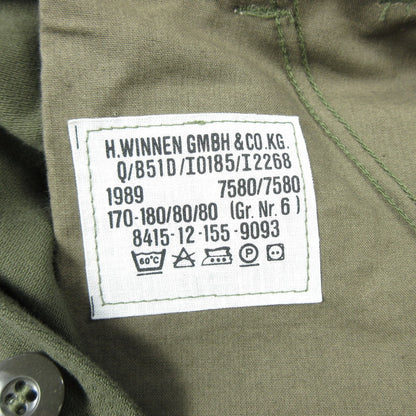 H.WINNEN GMBH & CO.KG.
Q/B51D/I0185/I2268
1989 7580/7580
170-180/80/80 (Gr. Nr. 6)
8415-12-155-9093
60°C P